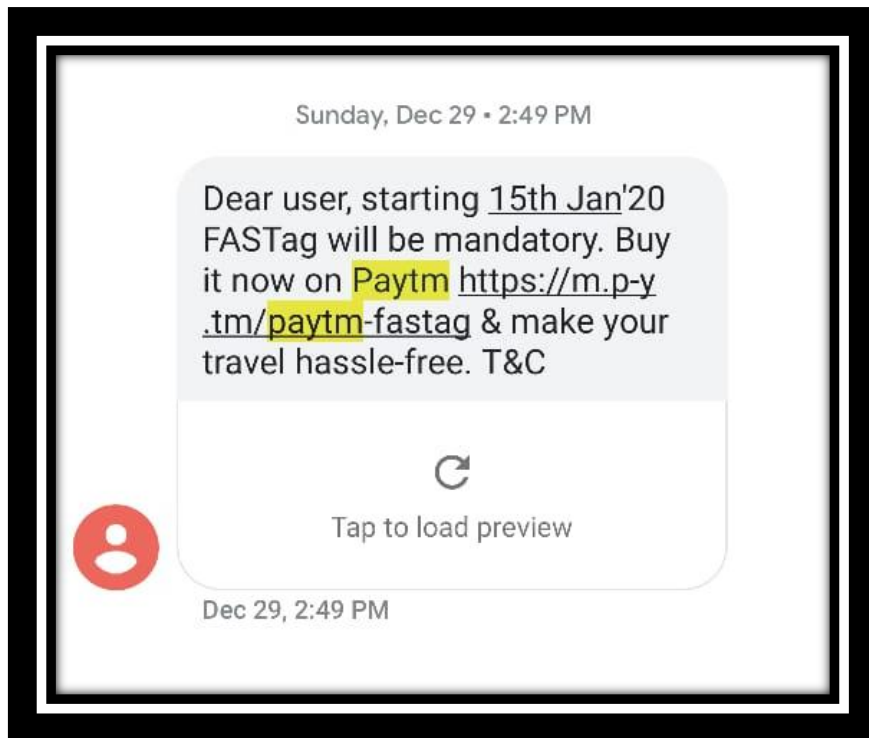 Sunday, Dec 29 • 2:49 PM
Dear user, starting 15th Jan'20
FASTag will be mandatory. Buy
it now on Paytm https://m.p-y
.tm/paytm-fastag & make your
travel hassle-free. T&C
Tap to load preview
Dec 29, 2:49 PM